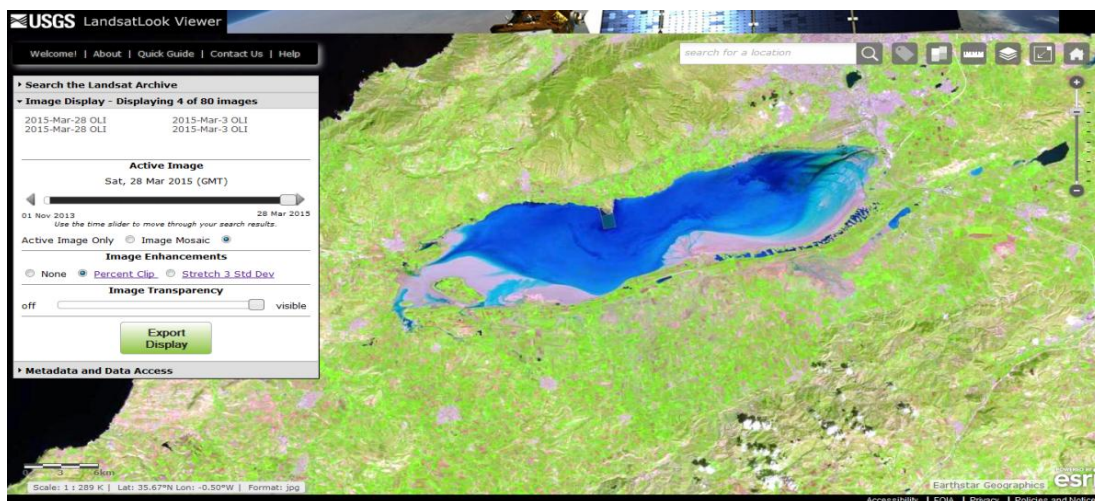 USGS LandsatLook Viewer
Welcome! | About | Quick Guide | Contact Us | Help
search for a location
Search the Landsat Archive
Image Display - Displaying 4 of 80 images
2015-Mar-28 OLI 2015-Mar-3 OLI
2015-Mar-28 OLI 2015-Mar-3 OLI
Active Image
Sat, 28 Mar 2015 (GMT)
01 Nov 2013 28 Mar 2015
Use the time slider to move through your search results.
Active Image Only Image Mosaic
Image Enhancements
None Percent Clip Stretch 3 Std Dev
Image Transparency
off visible
Export
Display
Metadata and Data Access
0 3 6km
Scale: 1 : 289 K | Lat: 35.67°N Lon: -0.50°W | Format: jpg
POWERED BY
esri
Earthstar Geographics
Accessibility | FOIA | Privacy | Policies and Notices